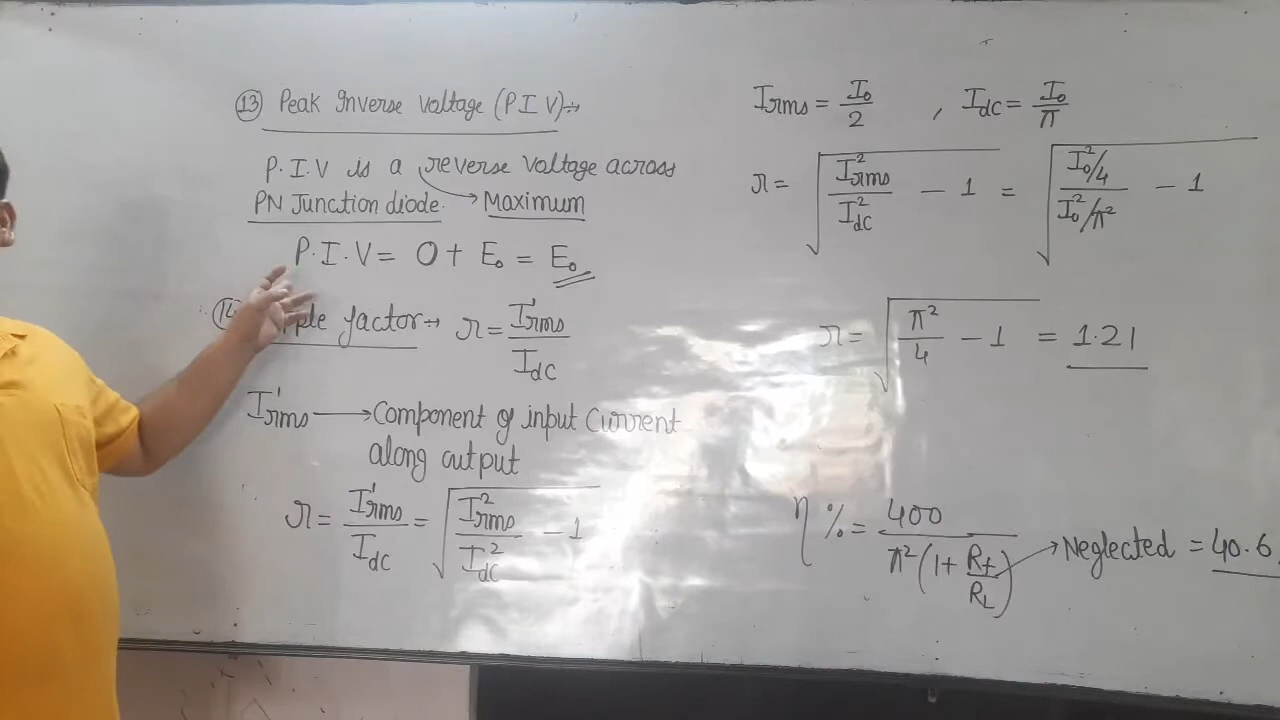 (13) Peak Inverse Voltage (P I V) →
P.I.V is a reverse voltage across
PN Junction diode. → Maximum
P.I.V = 0 + E₀ = E₀
factor → r = I'rms / Idc
I'rms → Component of input current
along output
r = I'rms / Idc = √(I²rms / I²dc − 1)
Irms = I₀/2 , Idc = I₀/π
r = √(I²rms / I²dc − 1) = √((I₀²/4) / (I₀²/π²) − 1)
r = √(π²/4 − 1) = 1.21
η % = 400 / π²(1 + Rf/RL) → Neglected = 40.6